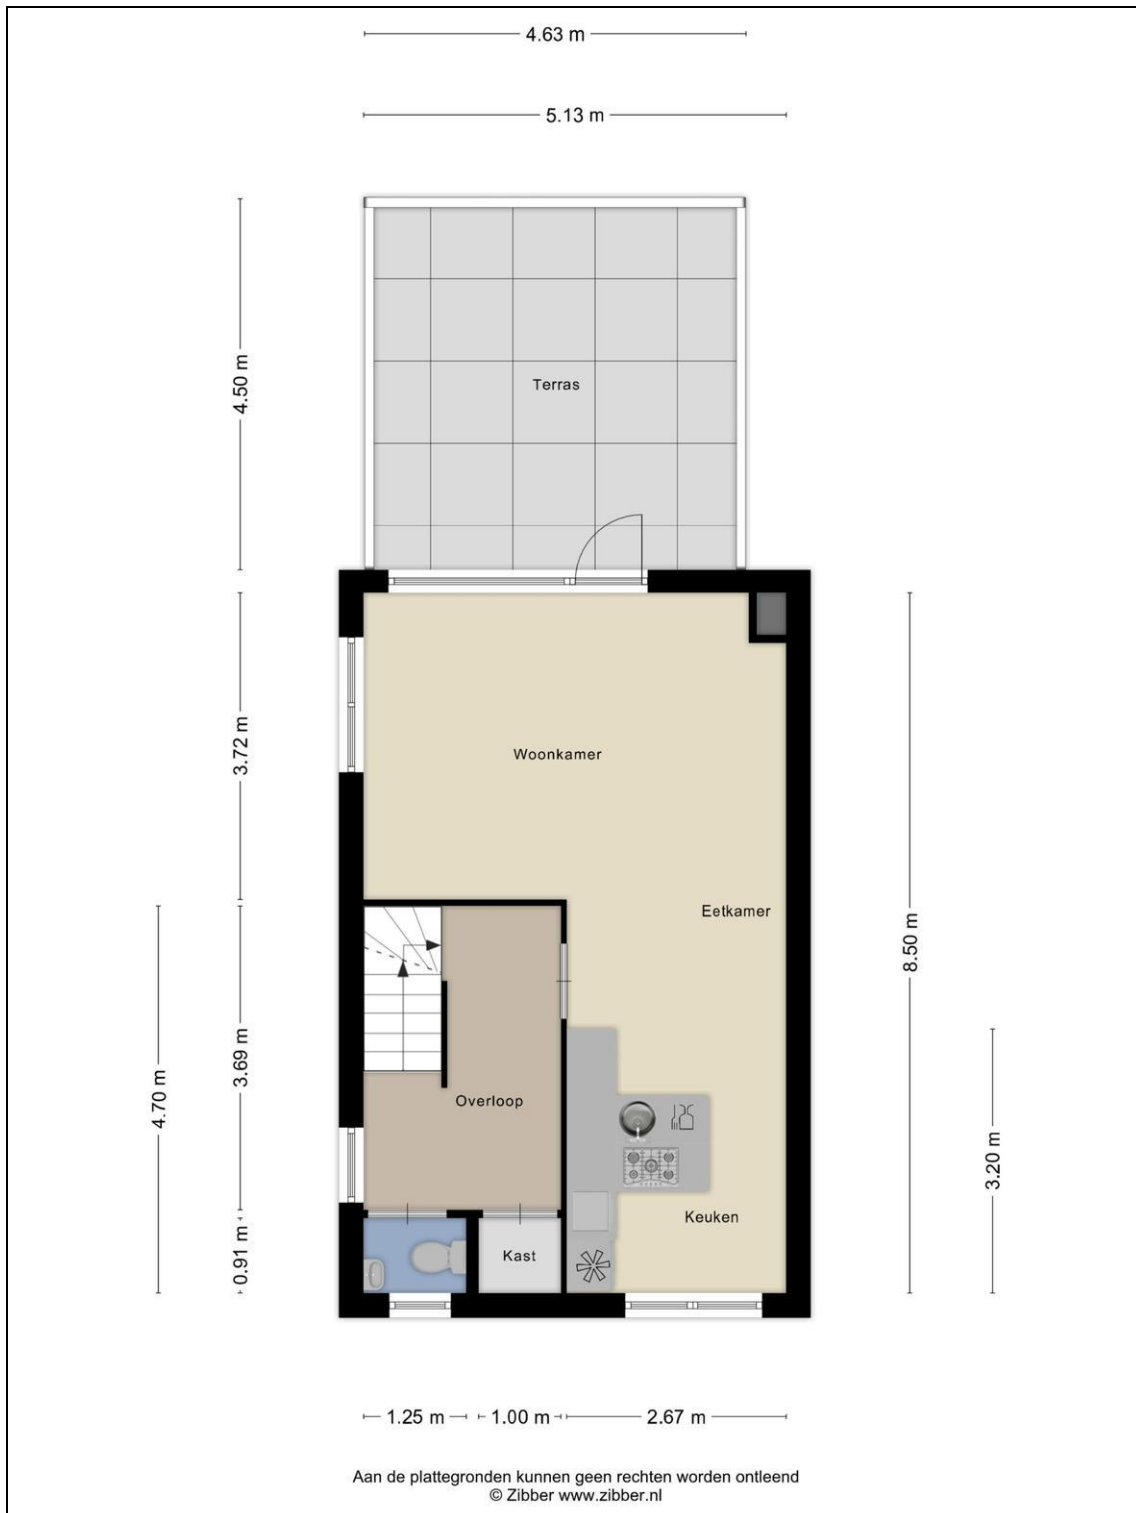 4.63 m
5.13 m
4.50 m
Terras
3.72 m
Woonkamer
Eetkamer
8.50 m
4.70 m
3.69 m
Overloop
3.20 m
Keuken
0.91 m
Kast
1.25 m
1.00 m
2.67 m
Aan de plattegronden kunnen geen rechten worden ontleend
© Zibber www.zibber.nl